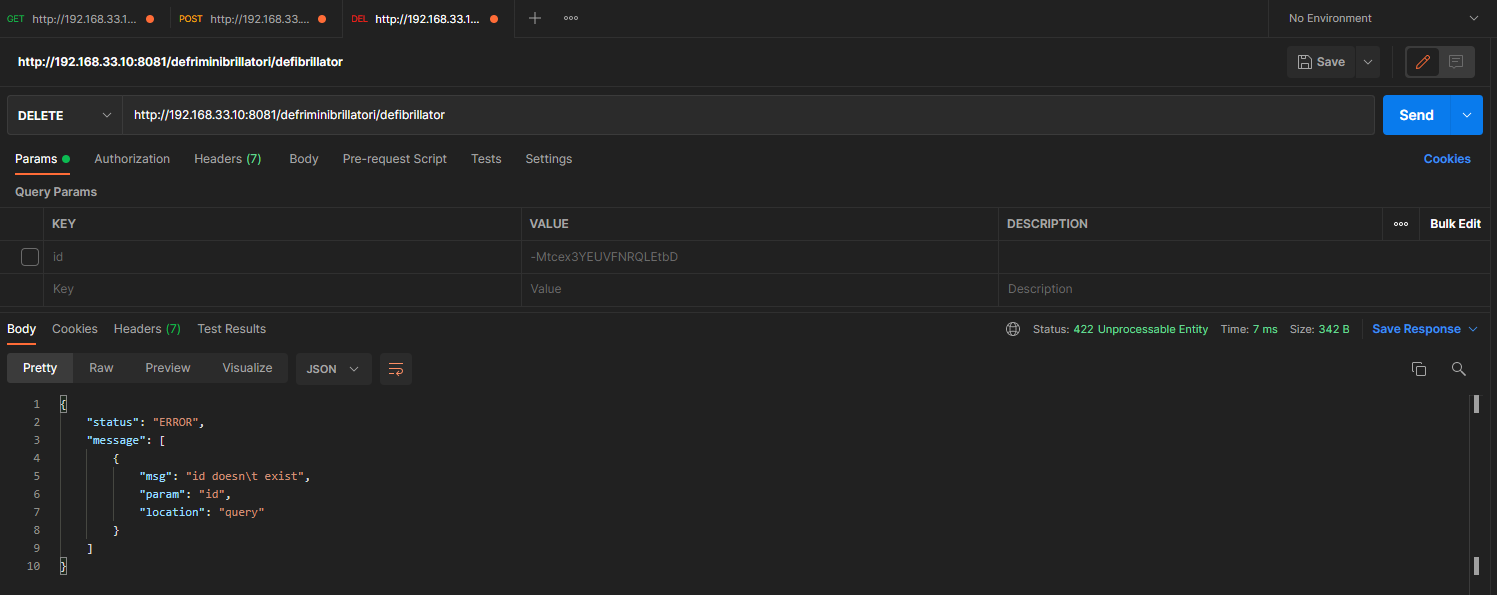 GET http://192.168.33.1... POST http://192.168.33.... DEL http://192.168.33.1... No Environment
http://192.168.33.10:8081/defriminibrillatori/defibrillator Save
DELETE http://192.168.33.10:8081/defriminibrillatori/defibrillator Send
Params Authorization Headers (7) Body Pre-request Script Tests Settings Cookies
Query Params
KEY VALUE DESCRIPTION Bulk Edit
id -Mtcex3YEUVFNRQLEtbD
Key Value Description
Body Cookies Headers (7) Test Results Status: 422 Unprocessable Entity Time: 7 ms Size: 342 B Save Response
Pretty Raw Preview Visualize JSON
1 {
2 "status": "ERROR",
3 "message": [
4 {
5 "msg": "id doesn\t exist",
6 "param": "id",
7 "location": "query"
8 }
9 ]
10 }